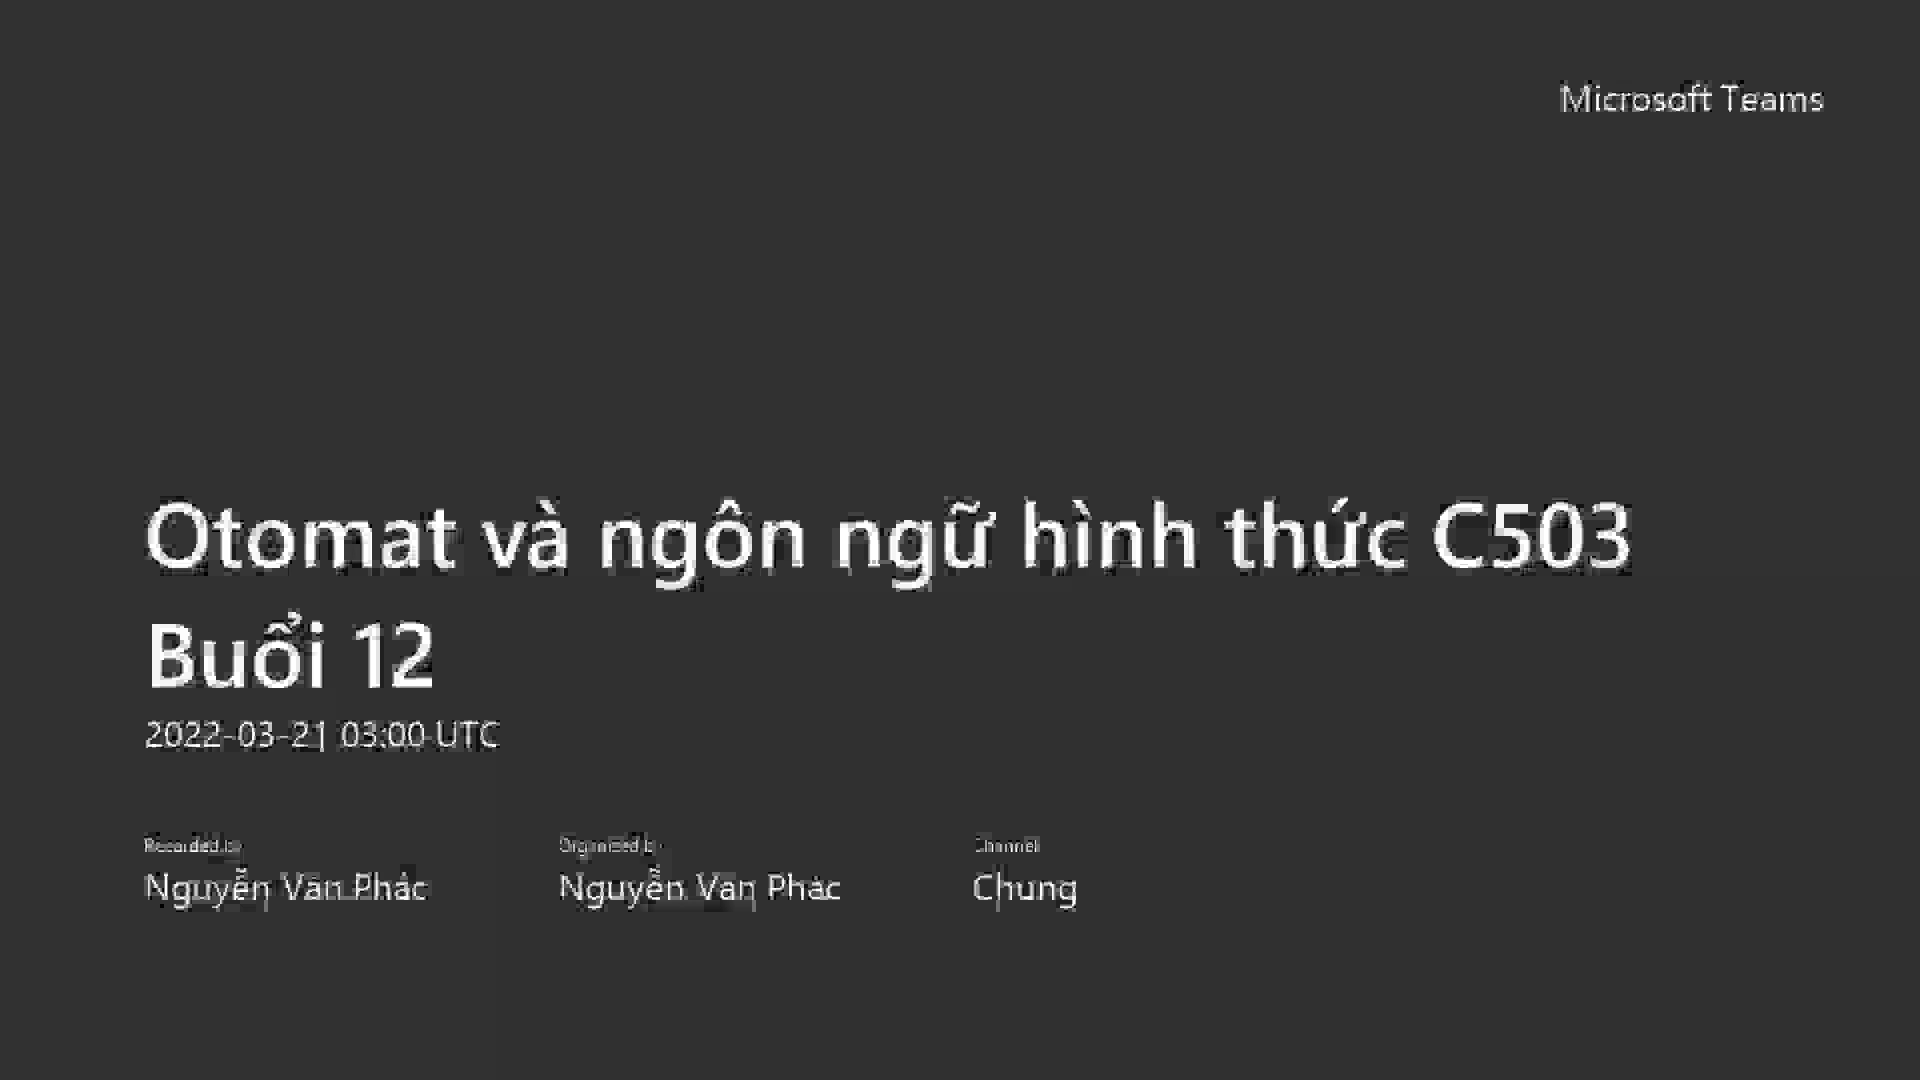 Microsoft Teams
Otomat và ngôn ngữ hình thức C503
Buổi 12
2022-03-21 03:00 UTC
Recorded by
Organized by
Channel
Nguyễn Văn Phác
Nguyễn Văn Phác
Chung